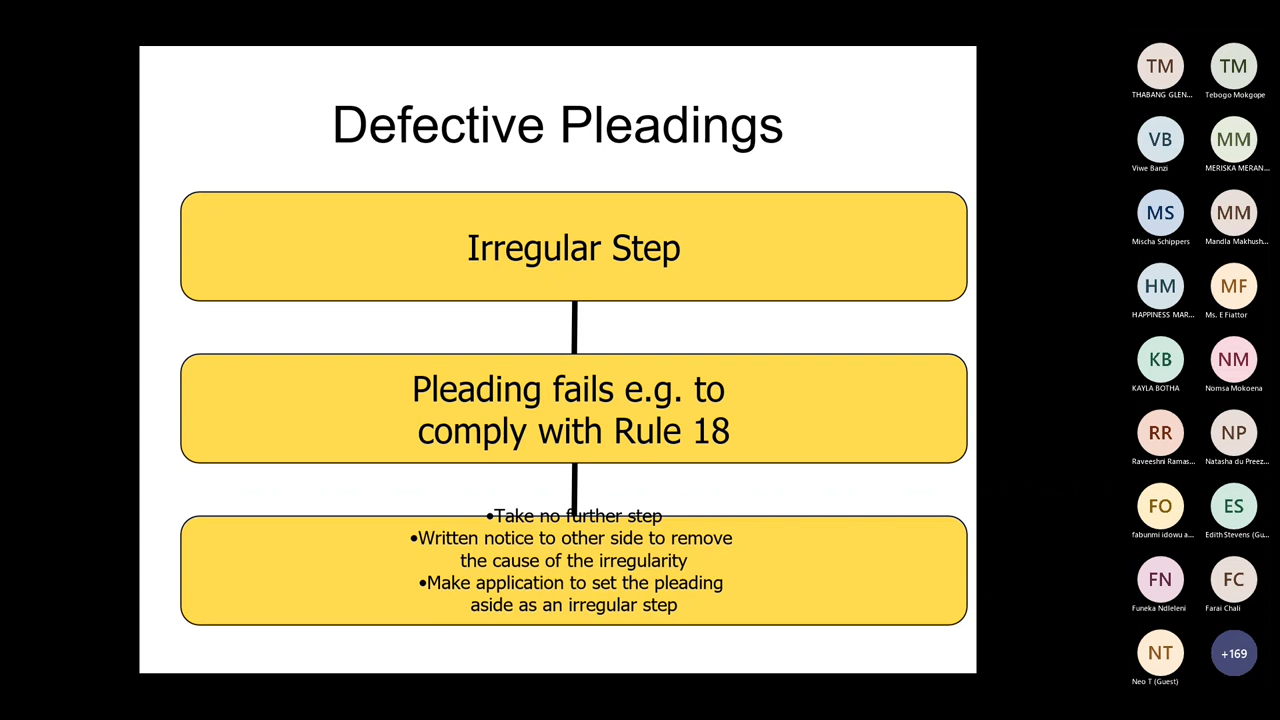 Defective Pleadings
Irregular Step
Pleading fails e.g. to
comply with Rule 18
•Take no further step
•Written notice to other side to remove
the cause of the irregularity
•Make application to set the pleading
aside as an irregular step
TM
THABANG GLEN...
TM
Tebogo Mokgope
VB
Viwe Banzi
MM
MERISKA MERAN...
MS
Mischa Schippers
MM
Mandla Makhush...
HM
HAPPINESS MAR...
MF
Ms. E Fiattor
KB
KAYLA BOTHA
NM
Nomsa Mokoena
RR
Raveeshni Ramas...
NP
Natasha du Preez...
FO
fabunmi idowu a...
ES
Edith Stevens (Gu...
FN
Funeka Ndleleni
FC
Farai Chali
NT
Neo T (Guest)
+169